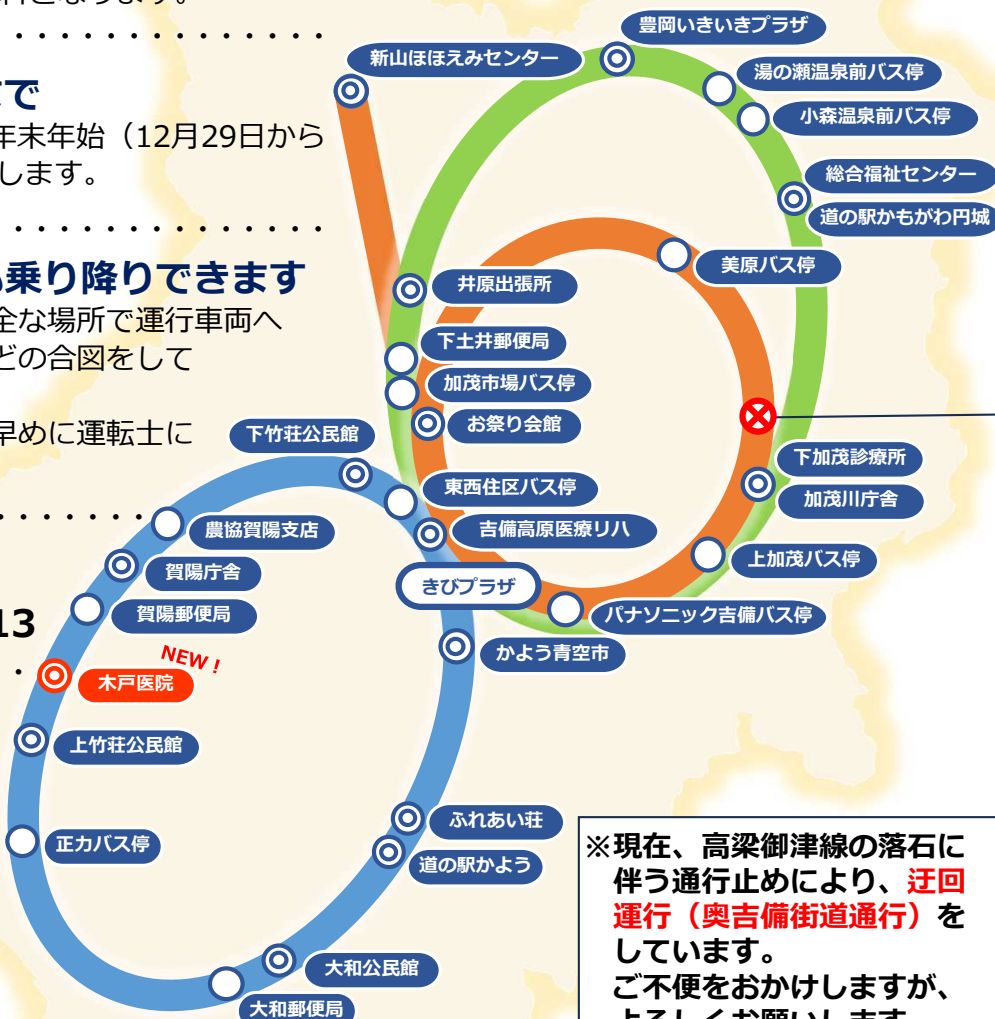 まで
年末年始（12月29日から
します。
乗り降りできます
全な場所で運行車両へ
どの合図をして
早めに運転士に
13
新山ほほえみセンター
豊岡いきいきプラザ
湯の瀬温泉前バス停
小森温泉前バス停
総合福祉センター
道の駅かもがわ円城
美原バス停
井原出張所
下土井郵便局
加茂市場バス停
お祭り会館
下加茂診療所
加茂川庁舎
上加茂バス停
パナソニック吉備バス停
東西住区バス停
吉備高原医療リハ
きびプラザ
下竹荘公民館
農協賀陽支店
賀陽庁舎
賀陽郵便局
NEW！
木戸医院
上竹荘公民館
正力バス停
かよう青空市
ふれあい荘
道の駅かよう
大和公民館
大和郵便局
※現在、高梁御津線の落石に
伴う通行止めにより、迂回
運行（奥吉備街道通行）を
しています。
ご不便をおかけしますが、
よろしくお願いします